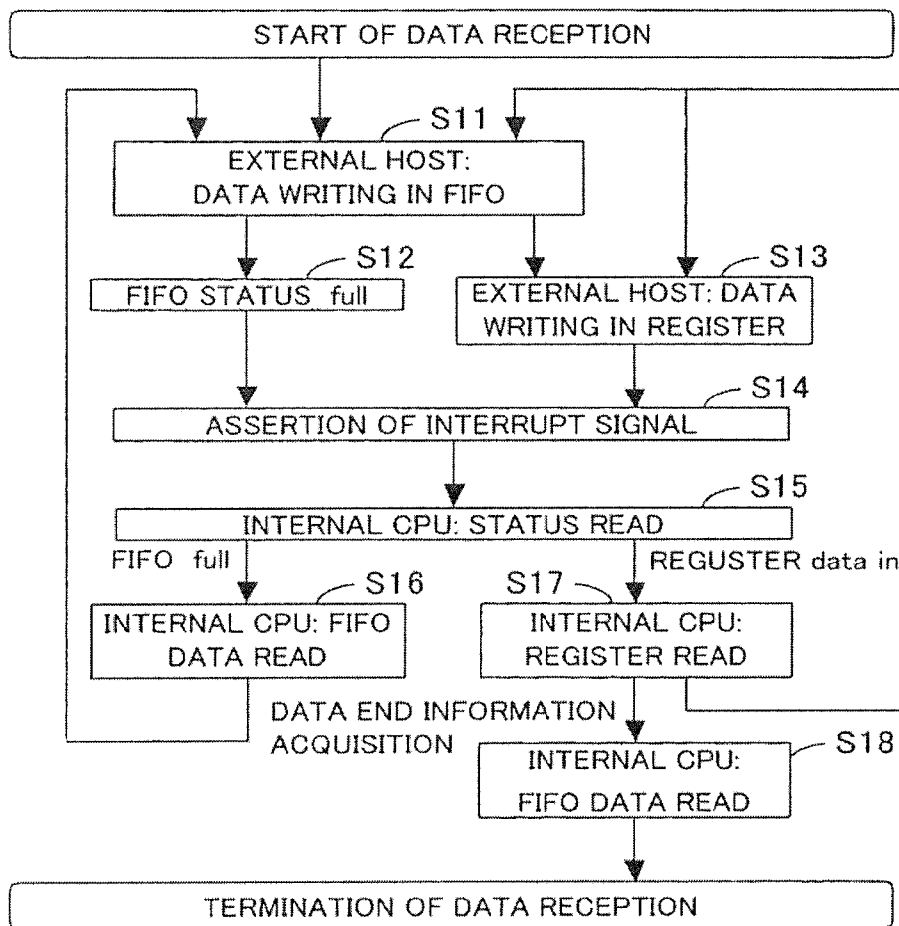 START OF DATA RECEPTION
S11
EXTERNAL HOST:
DATA WRITING IN FIFO
S12
FIFO STATUS full
S13
EXTERNAL HOST: DATA
WRITING IN REGISTER
S14
ASSERTION OF INTERRUPT SIGNAL
S15
INTERNAL CPU: STATUS READ
FIFO full
REGUSTER data in
S16
INTERNAL CPU: FIFO
DATA READ
S17
INTERNAL CPU:
REGISTER READ
DATA END INFORMATION
ACQUISITION
S18
INTERNAL CPU:
FIFO DATA READ
TERMINATION OF DATA RECEPTION